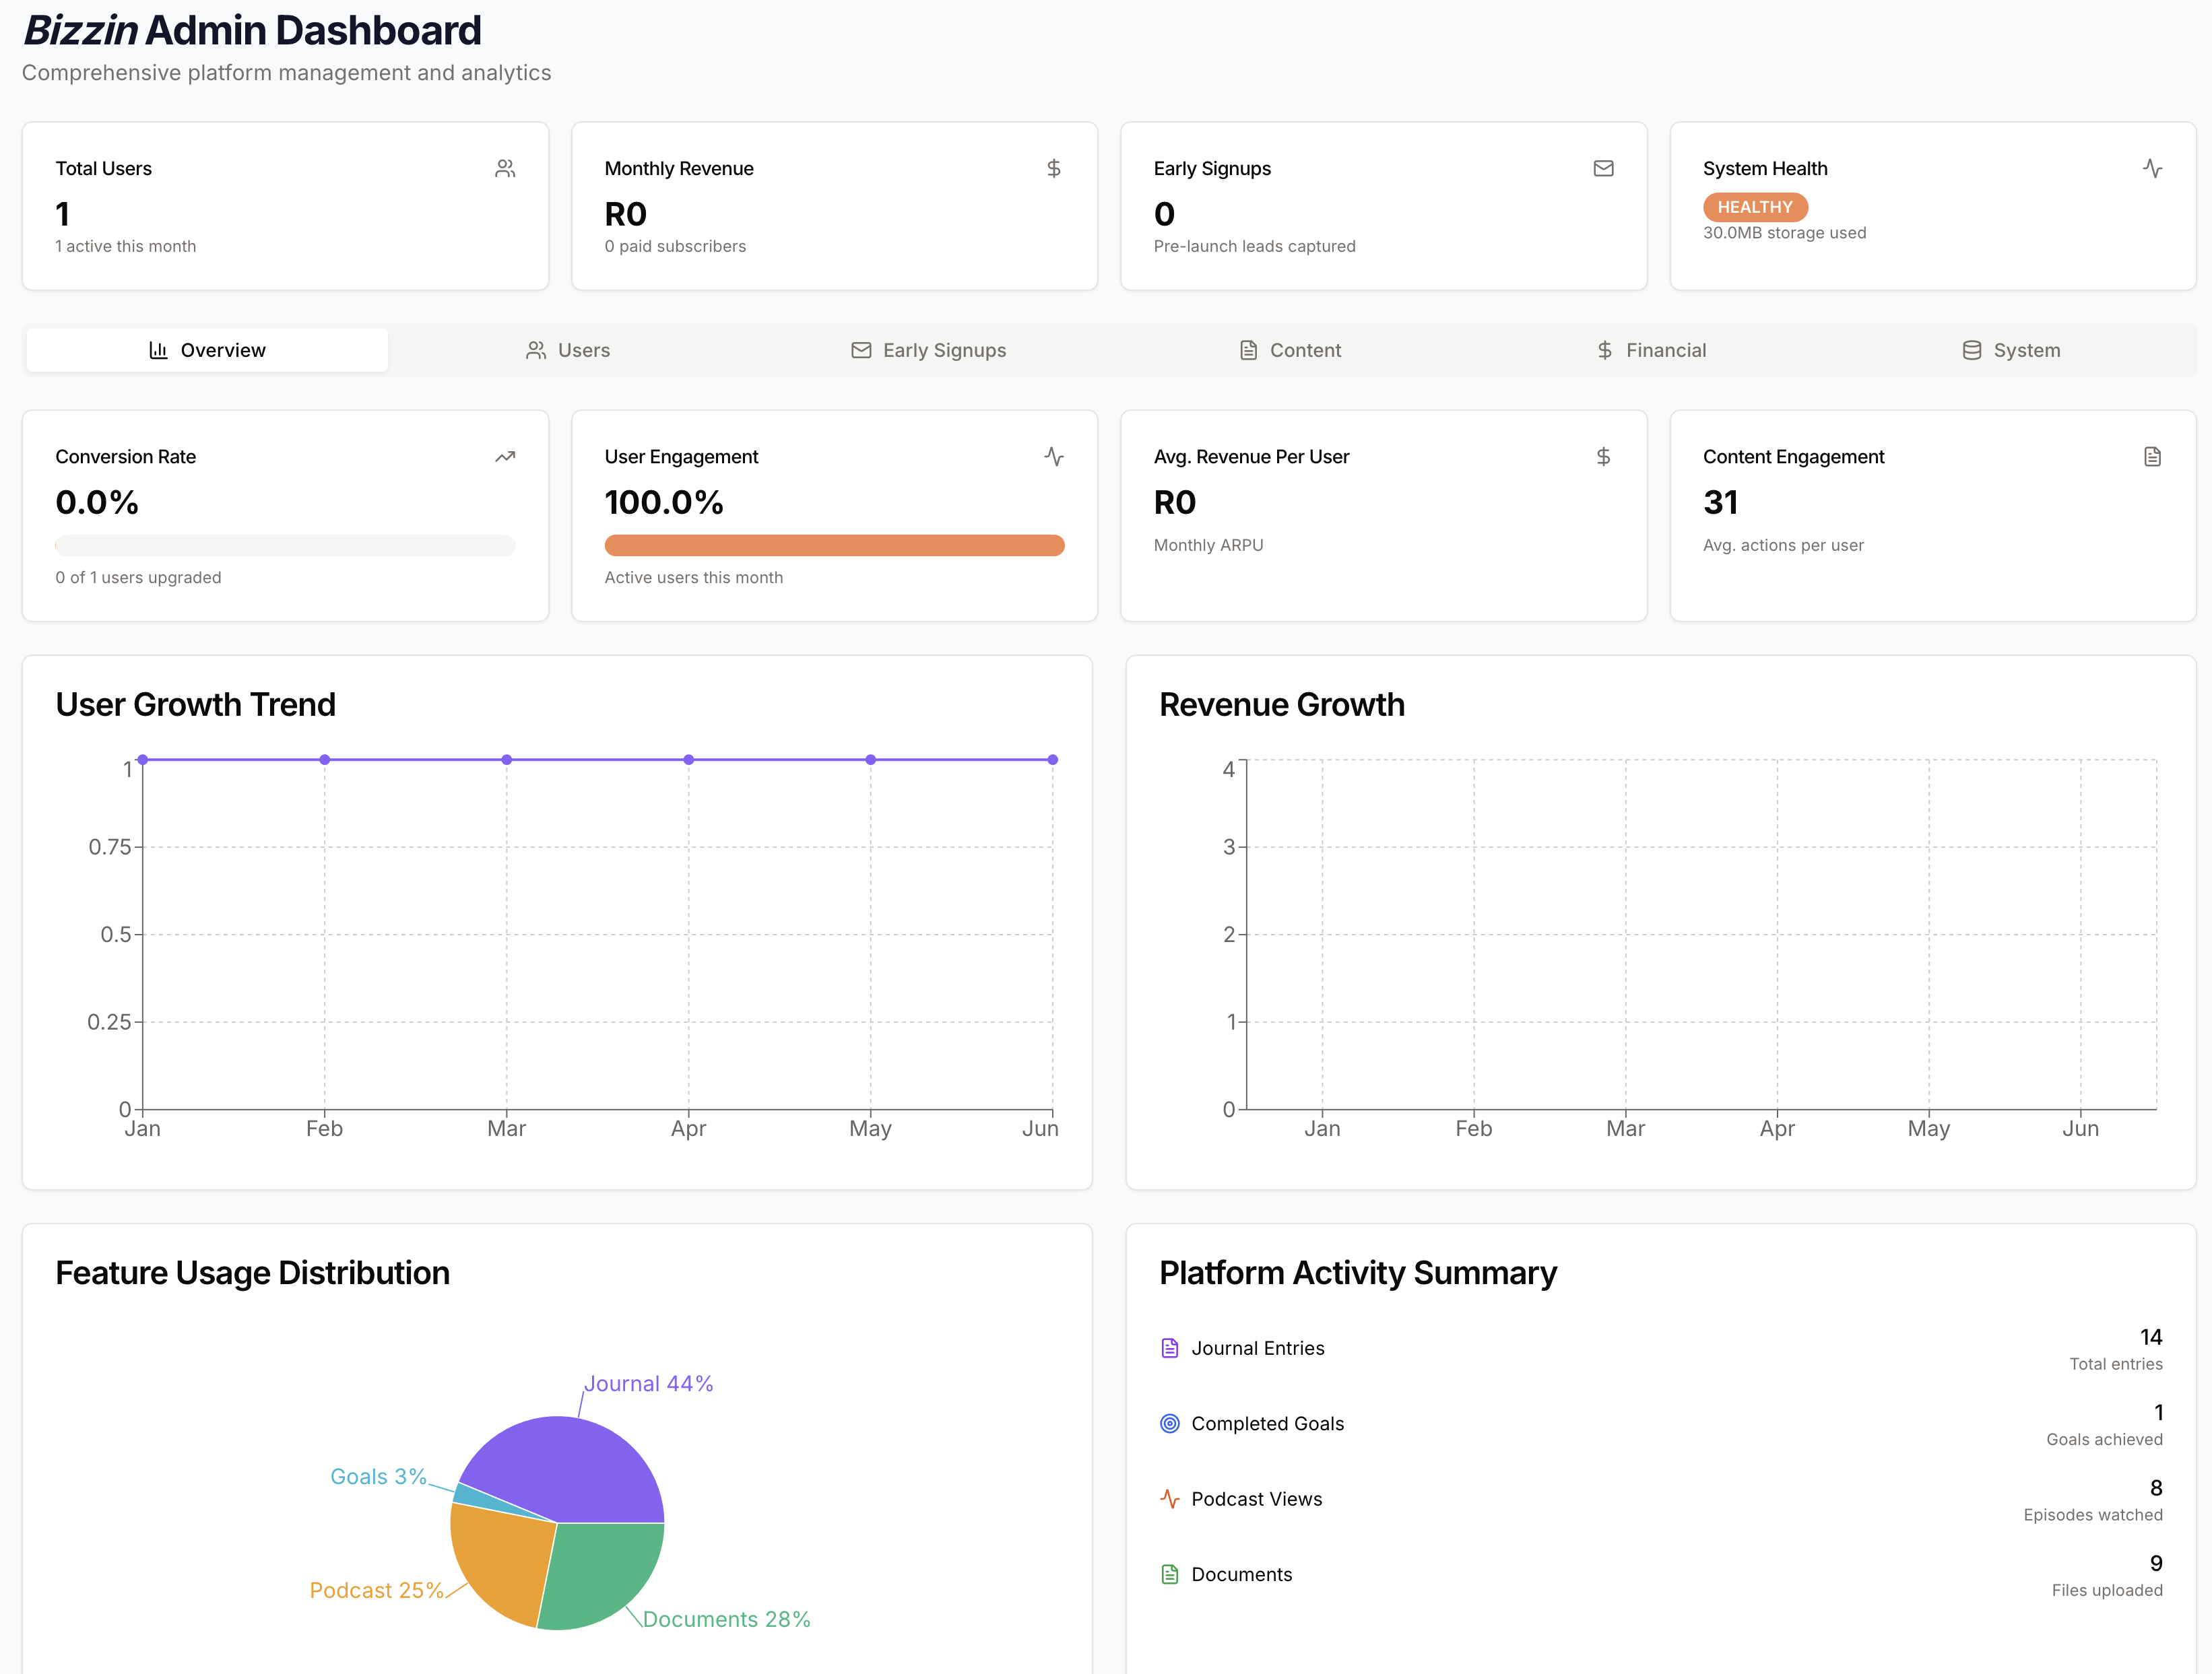 Bizzin Admin Dashboard
Comprehensive platform management and analytics
Total Users
1
1 active this month
Monthly Revenue
R0
0 paid subscribers
Early Signups
0
Pre-launch leads captured
System Health
HEALTHY
30.0MB storage used
Overview
Users
Early Signups
Content
Financial
System
Conversion Rate
0.0%
0 of 1 users upgraded
User Engagement
100.0%
Active users this month
Avg. Revenue Per User
R0
Monthly ARPU
Content Engagement
31
Avg. actions per user
User Growth Trend
1
0.75
0.5
0.25
0
Jan Feb Mar Apr May Jun
Revenue Growth
4
3
2
1
0
Jan Feb Mar Apr May Jun
Feature Usage Distribution
Journal 44%
Goals 3%
Podcast 25%
Documents 28%
Platform Activity Summary
Journal Entries
14
Total entries
Completed Goals
1
Goals achieved
Podcast Views
8
Episodes watched
Documents
9
Files uploaded